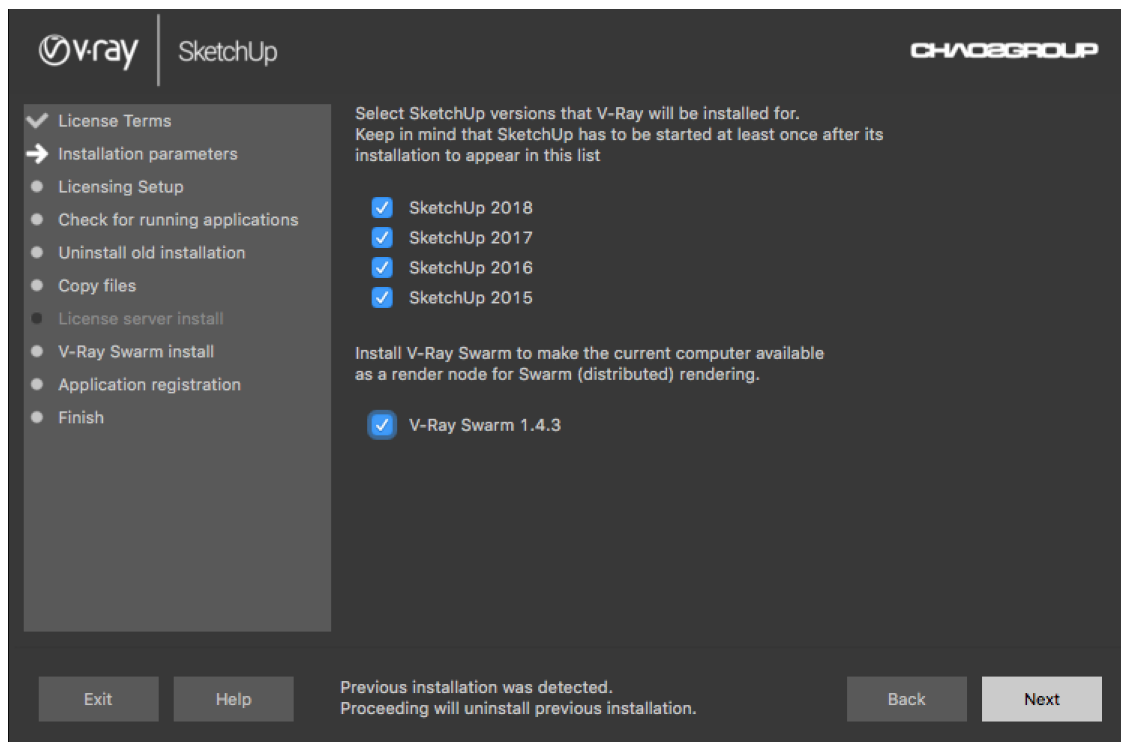 v·ray
SketchUp
CHAOSGROUP
License Terms
Installation parameters
Licensing Setup
Check for running applications
Uninstall old installation
Copy files
License server install
V-Ray Swarm install
Application registration
Finish
Select SketchUp versions that V-Ray will be installed for.
Keep in mind that SketchUp has to be started at least once after its
installation to appear in this list
SketchUp 2018
SketchUp 2017
SketchUp 2016
SketchUp 2015
Install V-Ray Swarm to make the current computer available
as a render node for Swarm (distributed) rendering.
V-Ray Swarm 1.4.3
Exit
Help
Previous installation was detected.
Proceeding will uninstall previous installation.
Back
Next